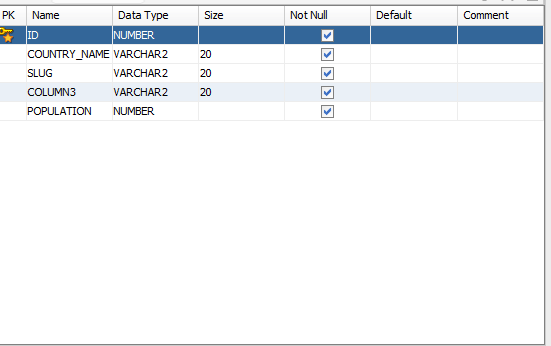 PK Name Data Type Size Not Null Default Comment
ID NUMBER
COUNTRY_NAME VARCHAR2 20
SLUG VARCHAR2 20
COLUMN3 VARCHAR2 20
POPULATION NUMBER